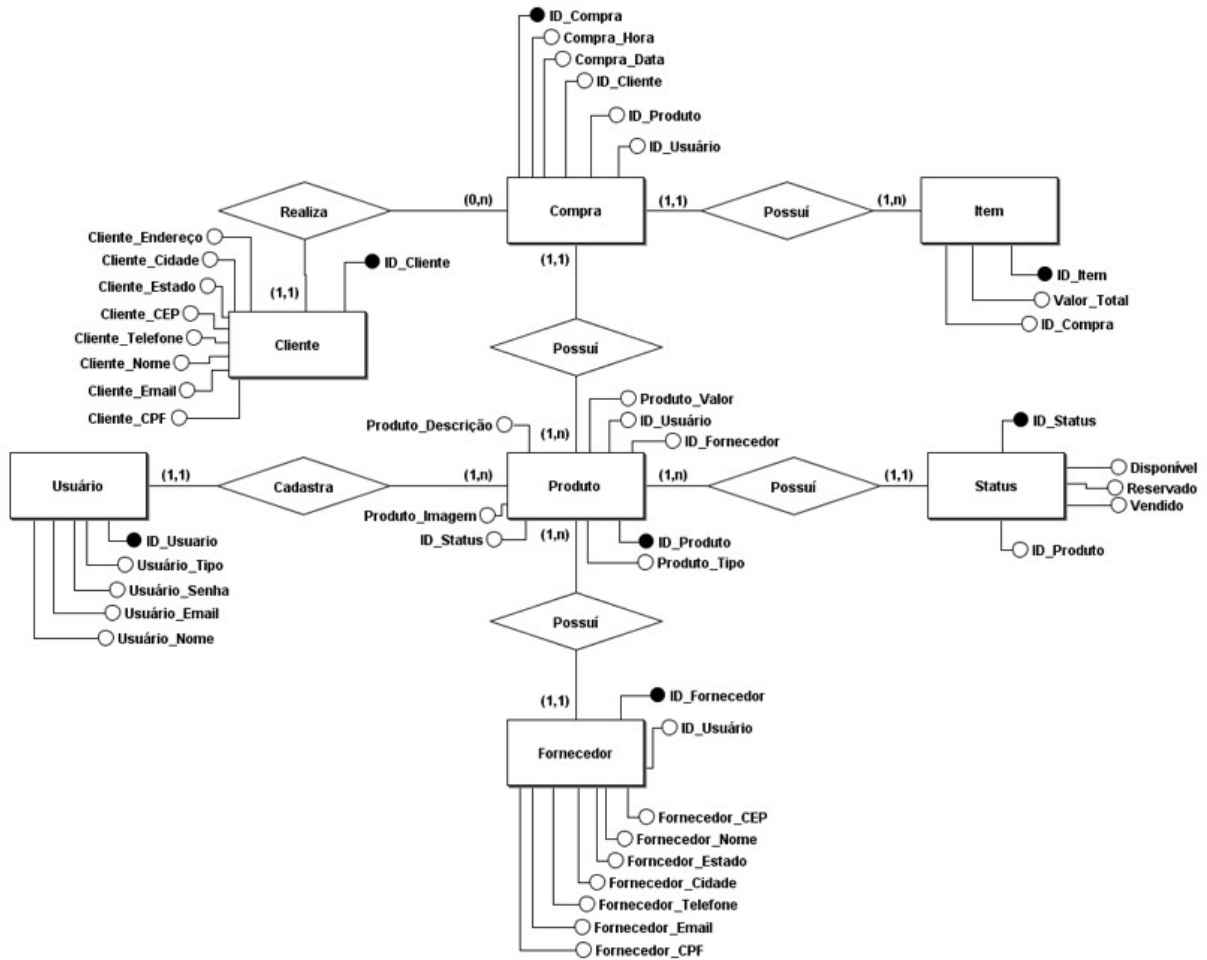 ID_Compra
Compra_Hora
Compra_Data
ID_Cliente
ID_Produto
ID_Usuário
Realiza
(0,n)
Compra
(1,1)
Possuí
(1,n)
Item
Cliente_Endereço
Cliente_Cidade
Cliente_Estado
Cliente_CEP
Cliente_Telefone
Cliente_Nome
Cliente_Email
Cliente_CPF
ID_Cliente
(1,1)
Cliente
(1,1)
ID_Item
Valor_Total
ID_Compra
Possuí
Produto_Descrição
Produto_Valor
ID_Usuário
ID_Fornecedor
(1,n)
ID_Status
Usuário
(1,1)
Cadastra
(1,n)
Produto
(1,n)
Possuí
(1,1)
Status
Disponível
Reservado
Vendido
ID_Produto
Produto_Imagem
ID_Status
(1,n)
ID_Produto
Produto_Tipo
ID_Usuario
Usuário_Tipo
Usuário_Senha
Usuário_Email
Usuário_Nome
Possuí
(1,1)
ID_Fornecedor
ID_Usuário
Fornecedor
Fornecedor_CEP
Fornecedor_Nome
Forncedor_Estado
Fornecedor_Cidade
Fornecedor_Telefone
Fornecedor_Email
Fornecedor_CPF